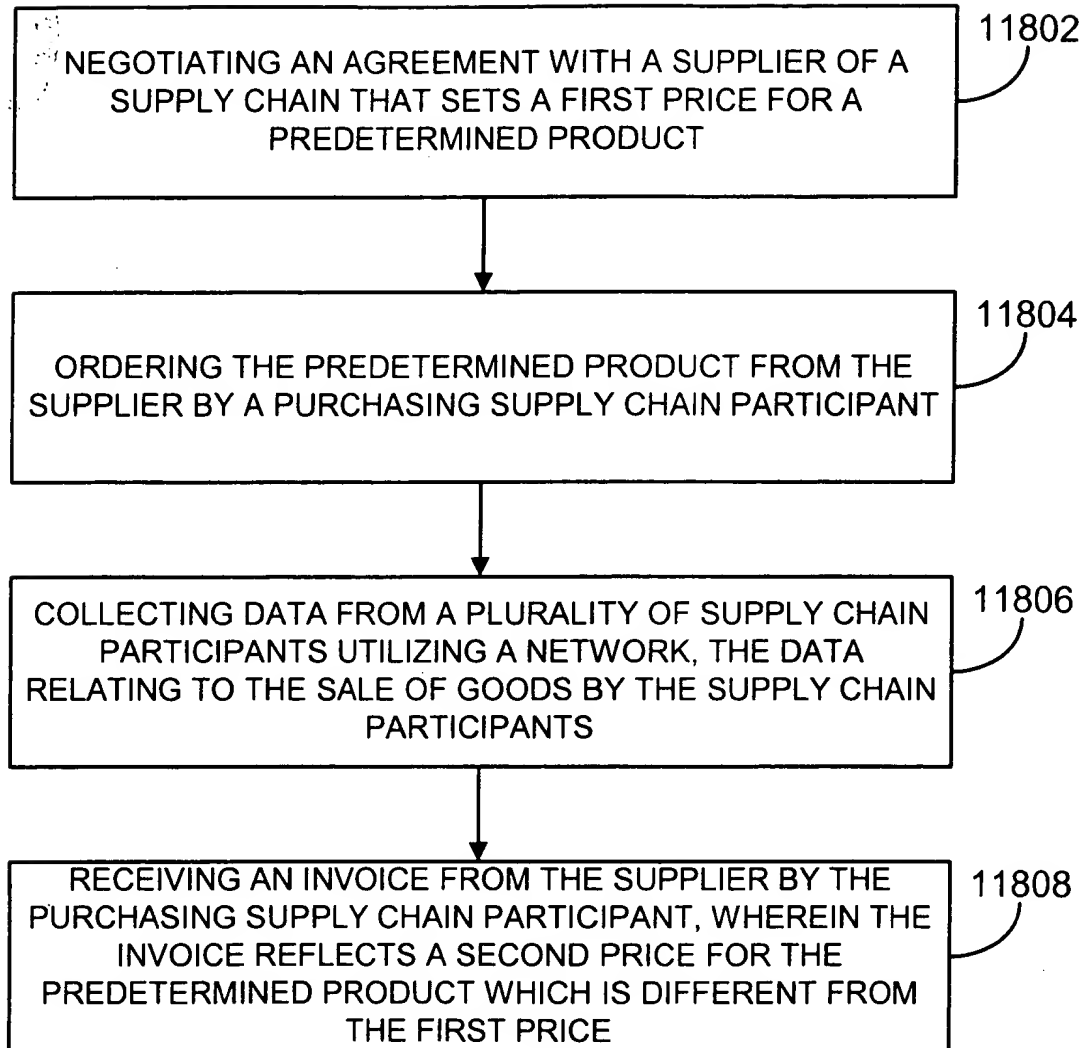 11802
NEGOTIATING AN AGREEMENT WITH A SUPPLIER OF A
SUPPLY CHAIN THAT SETS A FIRST PRICE FOR A
PREDETERMINED PRODUCT
11804
ORDERING THE PREDETERMINED PRODUCT FROM THE
SUPPLIER BY A PURCHASING SUPPLY CHAIN PARTICIPANT
11806
COLLECTING DATA FROM A PLURALITY OF SUPPLY CHAIN
PARTICIPANTS UTILIZING A NETWORK, THE DATA
RELATING TO THE SALE OF GOODS BY THE SUPPLY CHAIN
PARTICIPANTS
11808
RECEIVING AN INVOICE FROM THE SUPPLIER BY THE
PURCHASING SUPPLY CHAIN PARTICIPANT, WHEREIN THE
INVOICE REFLECTS A SECOND PRICE FOR THE
PREDETERMINED PRODUCT WHICH IS DIFFERENT FROM
THE FIRST PRICE